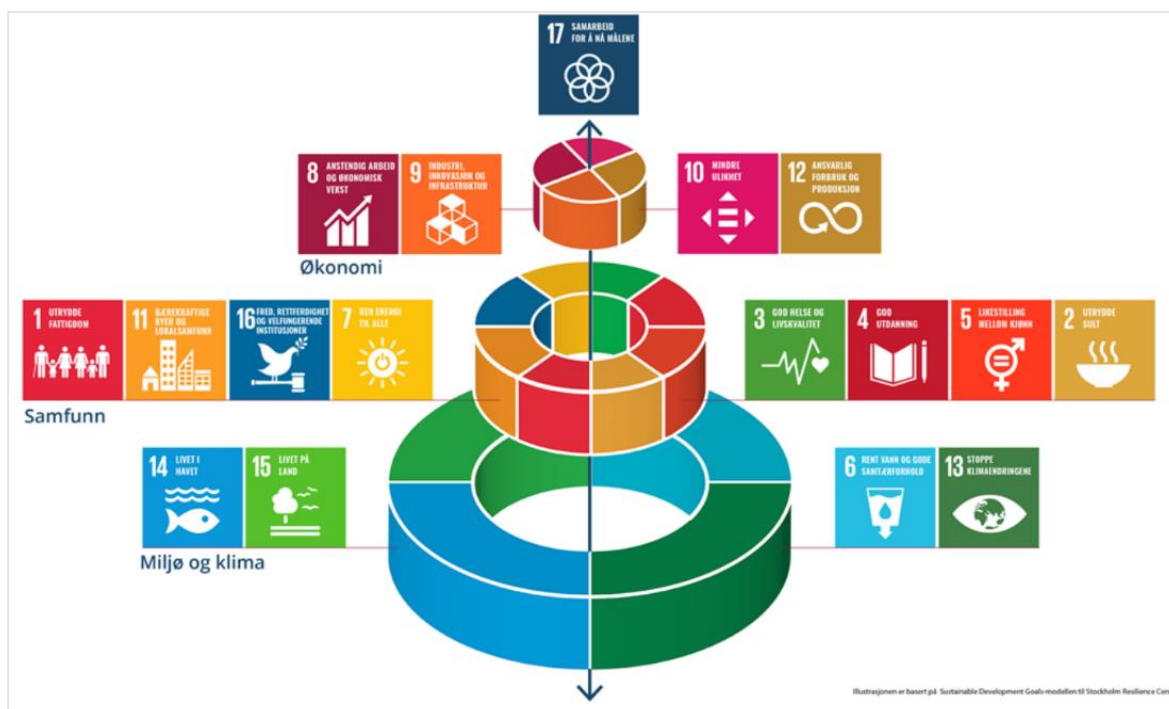 17 SAMARBEID
FOR Å NÅ MÅLENE
8 ANSTENDIG ARBEID
OG ØKONOMISK
VEKST
9 INDUSTRI,
INNOVASJON OG
INFRASTRUKTUR
10 MINDRE
ULIKHET
12 ANSVARLIG
FORBRUK OG
PRODUKSJON
Økonomi
1 UTRYDDE
FATTIGDOM
11 BÆREKRAFTIGE
BYER OG
LOKALSAMFUNN
16 FRED, RETTFERDIGHET
OG VELFUNGERENDE
INSTITUSJONER
7 REN ENERGI
TIL ALLE
3 GOD HELSE OG
LIVSKVALITET
4 GOD
UTDANNING
5 LIKESTILLING
MELLOM KJØNN
2 UTRYDDE
SULT
Samfunn
14 LIVET I
HAVET
15 LIVET PÅ
LAND
6 RENT VANN OG GODE
SANITÆRFORHOLD
13 STOPPE
KLIMAENDRINGENE
Miljø og klima
Illustrasjonen er basert på Sustainable Development Goals-modellen til Stockholm Resilience Cen